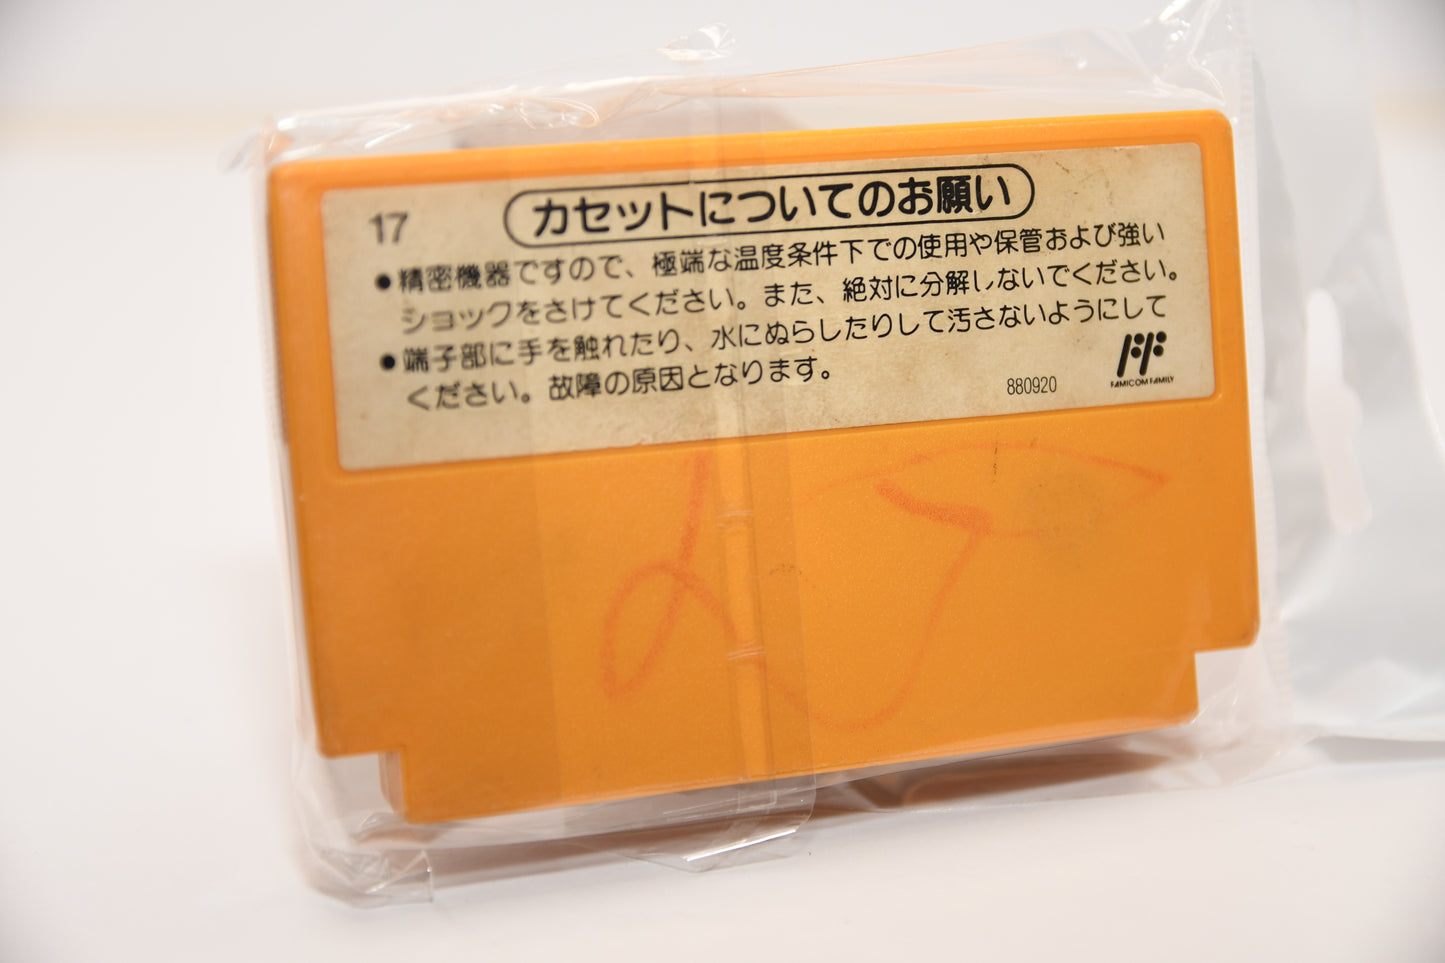 17
カセットについてのお願い
●精密機器ですので、極端な温度条件下での使用や保管および強い
ショックをさけてください。また、絶対に分解しないでください。
●端子部に手を触れたり、水にぬらしたりして汚さないようにして
ください。故障の原因となります。
880920
FF
FAMICOM FAMILY